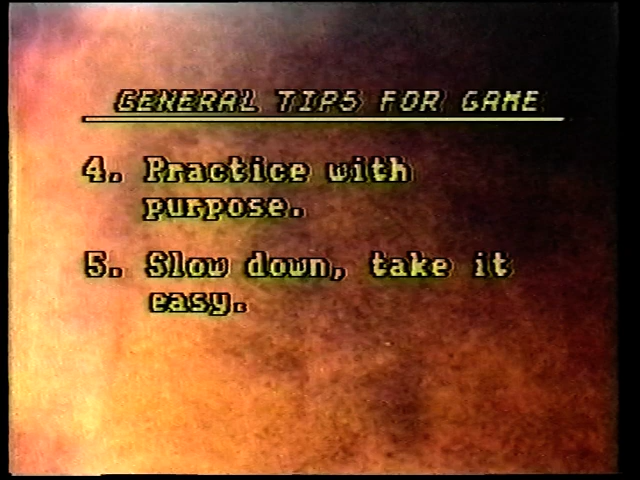 GENERAL TIPS FOR GAME
4. Practice with
purpose.
5. Slow down, take it
easy.